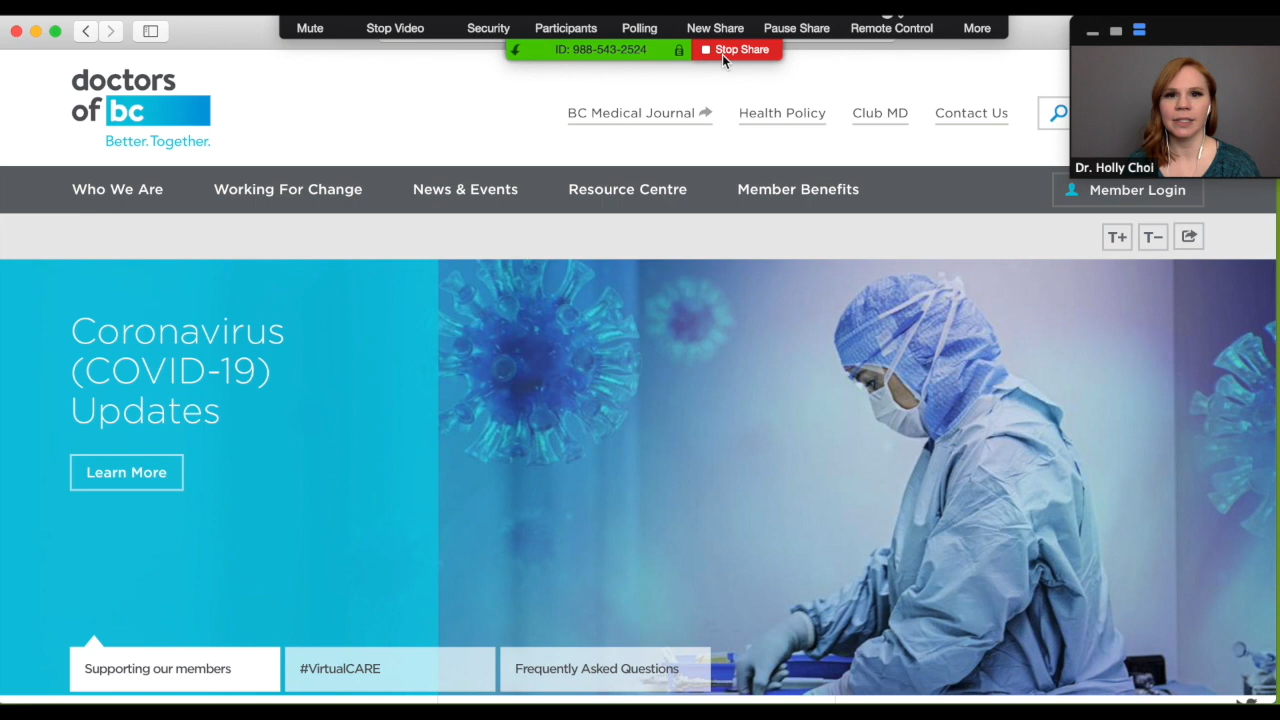 Mute Stop Video Security Participants Polling New Share Pause Share Remote Control More
ID: 988-543-2524 Stop Share
doctors
of bc
Better. Together.
BC Medical Journal Health Policy Club MD Contact Us
Dr. Holly Choi
Who We Are Working For Change News & Events Resource Centre Member Benefits Member Login
T+ T−
Coronavirus
(COVID-19)
Updates
Learn More
Supporting our members #VirtualCARE Frequently Asked Questions